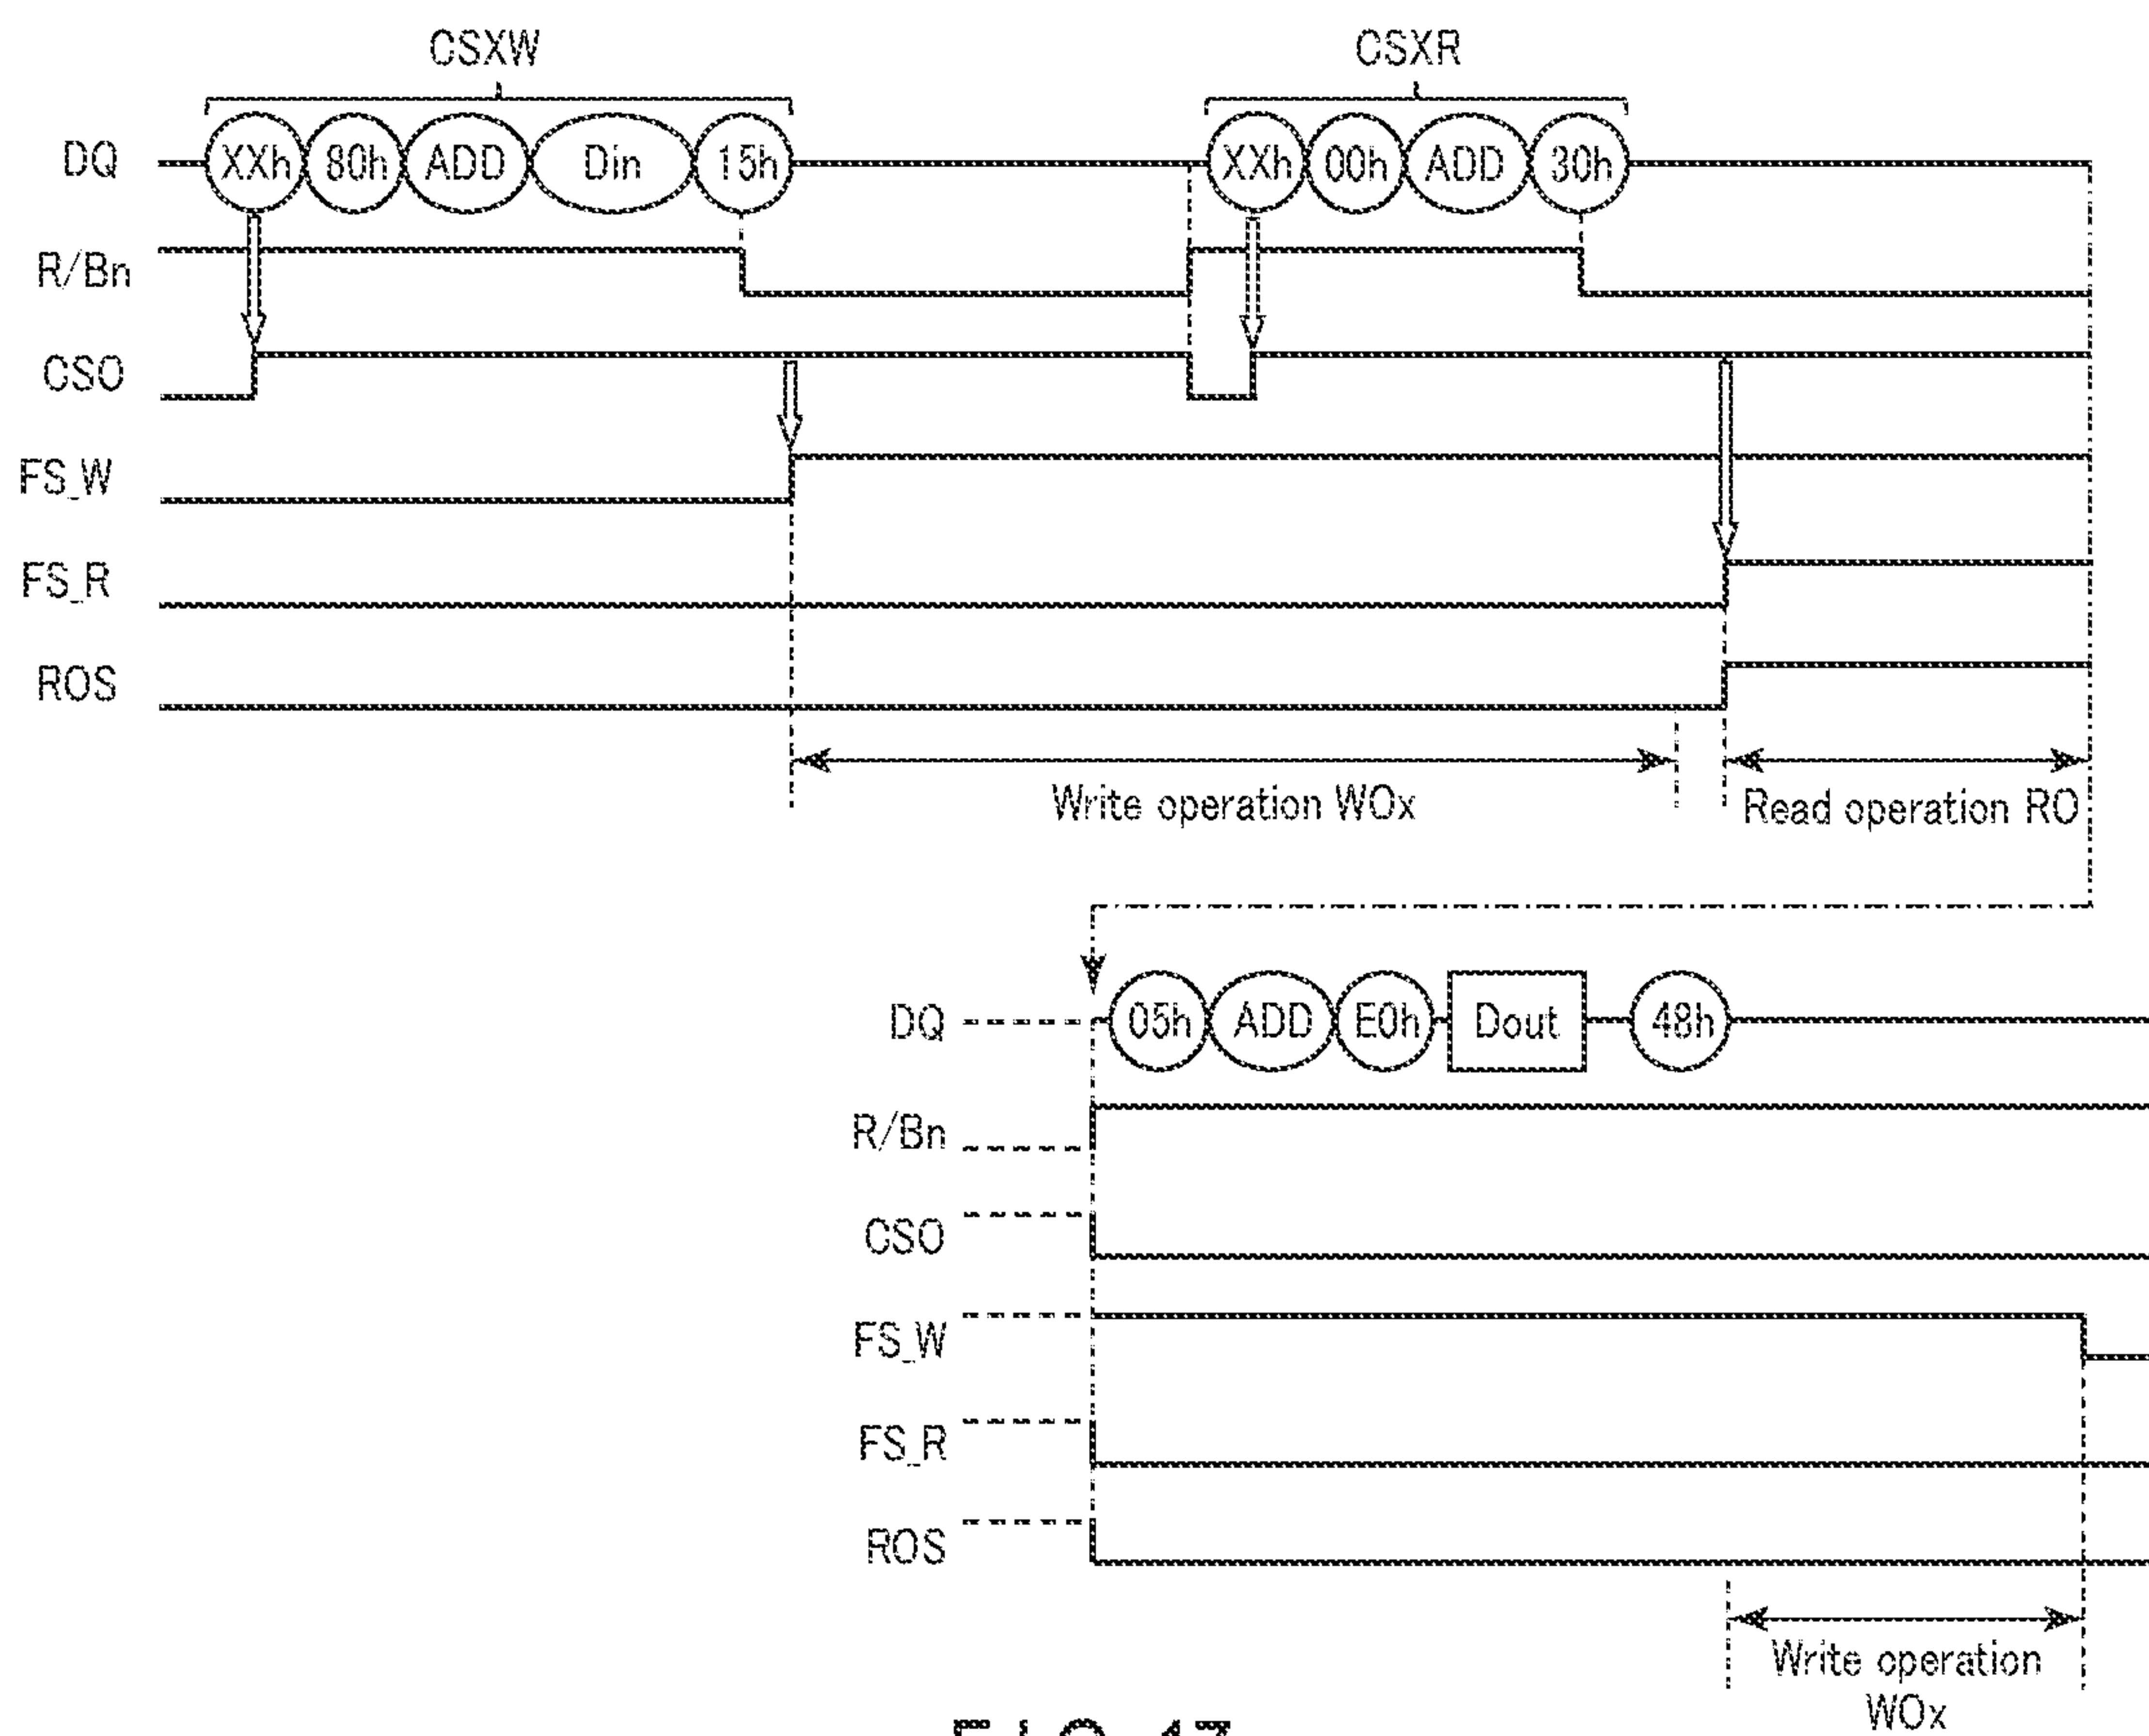 CSXW CSXR
DQ XXh 80h ADD Din 15h XXh 00h ADD 30h
R/Bn
CSO
FS_W
FS_R
ROS
Write operation WOx Read operation RO
DQ 05h ADD E0h Dout 48h
R/Bn
CSO
FS_W
FS_R
ROS
Write operation
WOx